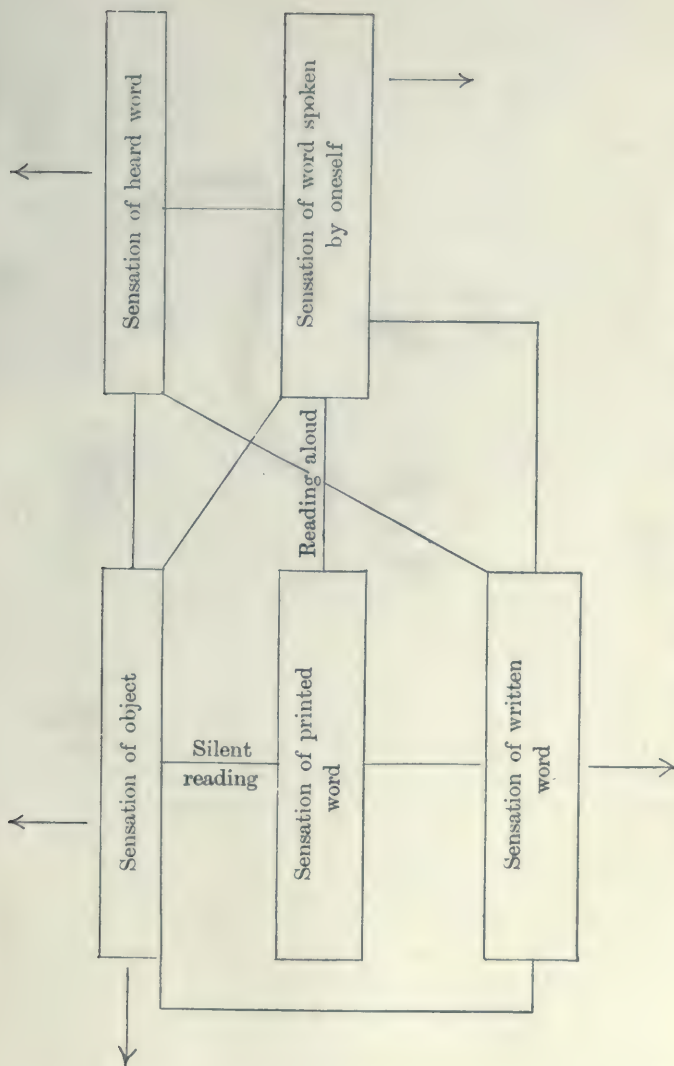 Sensation of object
Sensation of heard word
Silent
reading
Sensation of printed
word
Reading aloud
Sensation of word spoken
by oneself
Sensation of written
word